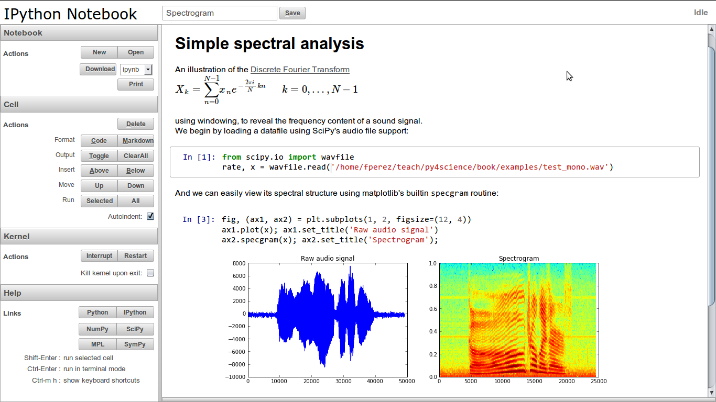 IPython Notebook
Spectrogram
Save
Idle
Notebook
Actions
New
Open
Download
ipynb
Print
Cell
Actions
Delete
Format
Code
Markdown
Output
Toggle
ClearAll
Insert
Above
Below
Move
Up
Down
Run
Selected
All
Autoindent:
Kernel
Actions
Interrupt
Restart
Kill kernel upon exit:
Help
Links
Python
IPython
NumPy
SciPy
MPL
SymPy
Shift-Enter : run selected cell
Ctrl-Enter : run in terminal mode
Ctrl-m h : show keyboard shortcuts
Simple spectral analysis
An illustration of the Discrete Fourier Transform
X_k = \sum_{n=0}^{N-1} x_n e^{-\frac{2\pi i}{N} kn} k = 0, . . . , N − 1
using windowing, to reveal the frequency content of a sound signal.
We begin by loading a datafile using SciPy's audio file support:
In [1]: from scipy.io import wavfile
rate, x = wavfile.read('/home/fperez/teach/py4science/book/examples/test_mono.wav')
And we can easily view its spectral structure using matplotlib's builtin specgram routine:
In [3]: fig, (ax1, ax2) = plt.subplots(1, 2, figsize=(12, 4))
ax1.plot(x); ax1.set_title('Raw audio signal')
ax2.specgram(x); ax2.set_title('Spectrogram');
Raw audio signal
8000
6000
4000
2000
0
−2000
−4000
−6000
−8000
−10000
0 10000 20000 30000 40000 50000
Spectrogram
1.0
0.8
0.6
0.4
0.2
0.0
0 5000 10000 15000 20000 25000